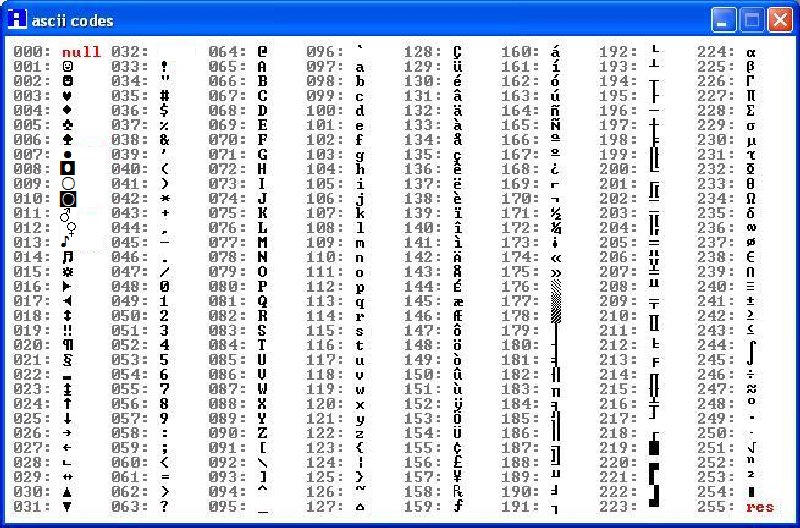 ascii codes
000: null 032: 064: @ 096: ` 128: Ç 160: á 192: └ 224: α
001: ☺ 033: ! 065: A 097: a 129: ü 161: í 193: ┴ 225: β
002: ☻ 034: " 066: B 098: b 130: é 162: ó 194: ┬ 226: Γ
003: ♥ 035: # 067: C 099: c 131: â 163: ú 195: ├ 227: Π
004: ♦ 036: $ 068: D 100: d 132: ä 164: ñ 196: ─ 228: Σ
005: ♣ 037: % 069: E 101: e 133: à 165: Ñ 197: ┼ 229: σ
006: ♠ 038: & 070: F 102: f 134: å 166: ª 198: ╞ 230: μ
007: • 039: ' 071: G 103: g 135: ç 167: º 199: ╟ 231: τ
008: ◘ 040: ( 072: H 104: h 136: ê 168: ¿ 200: ╚ 232: Φ
009: ○ 041: ) 073: I 105: i 137: ë 169: ⌐ 201: ╔ 233: θ
010: ◙ 042: * 074: J 106: j 138: è 170: ¬ 202: ╩ 234: Ω
011: ♂ 043: + 075: K 107: k 139: ï 171: ½ 203: ╦ 235: δ
012: ♀ 044: , 076: L 108: l 140: î 172: ¼ 204: ╠ 236: ∞
013: ♪ 045: - 077: M 109: m 141: ì 173: ¡ 205: ═ 237: ø
014: ♫ 046: . 078: N 110: n 142: Ä 174: « 206: ╬ 238: ∈
015: ☼ 047: / 079: O 111: o 143: Å 175: » 207: ╧ 239: ∩
016: ► 048: 0 080: P 112: p 144: É 176: ░ 208: ╨ 240: ≡
017: ◄ 049: 1 081: Q 113: q 145: æ 177: ▒ 209: ╤ 241: ±
018: ↕ 050: 2 082: R 114: r 146: Æ 178: ▓ 210: ╥ 242: ≥
019: ‼ 051: 3 083: S 115: s 147: ô 179: │ 211: ╙ 243: ≤
020: ¶ 052: 4 084: T 116: t 148: ö 180: ┤ 212: ╘ 244: ⌠
021: § 053: 5 085: U 117: u 149: ò 181: ╡ 213: ╒ 245: ⌡
022: ▬ 054: 6 086: V 118: v 150: û 182: ╢ 214: ╓ 246: ÷
023: ↨ 055: 7 087: W 119: w 151: ù 183: ╖ 215: ╫ 247: ≈
024: ↑ 056: 8 088: X 120: x 152: ÿ 184: ╕ 216: ╪ 248: °
025: ↓ 057: 9 089: Y 121: y 153: Ö 185: ╣ 217: ┘ 249: ∙
026: → 058: : 090: Z 122: z 154: Ü 186: ║ 218: ┌ 250: ·
027: ← 059: ; 091: [ 123: { 155: ¢ 187: ╗ 219: █ 251: √
028: ∟ 060: < 092: \ 124: ¦ 156: £ 188: ╝ 220: ▄ 252: ⁿ
029: ↔ 061: = 093: ] 125: } 157: ¥ 189: ╜ 221: ▌ 253: ²
030: ▲ 062: > 094: ^ 126: ~ 158: ₧ 190: ╛ 222: ▐ 254: ■
031: ▼ 063: ? 095: _ 127: ⌂ 159: ƒ 191: ┐ 223: ▀ 255: res